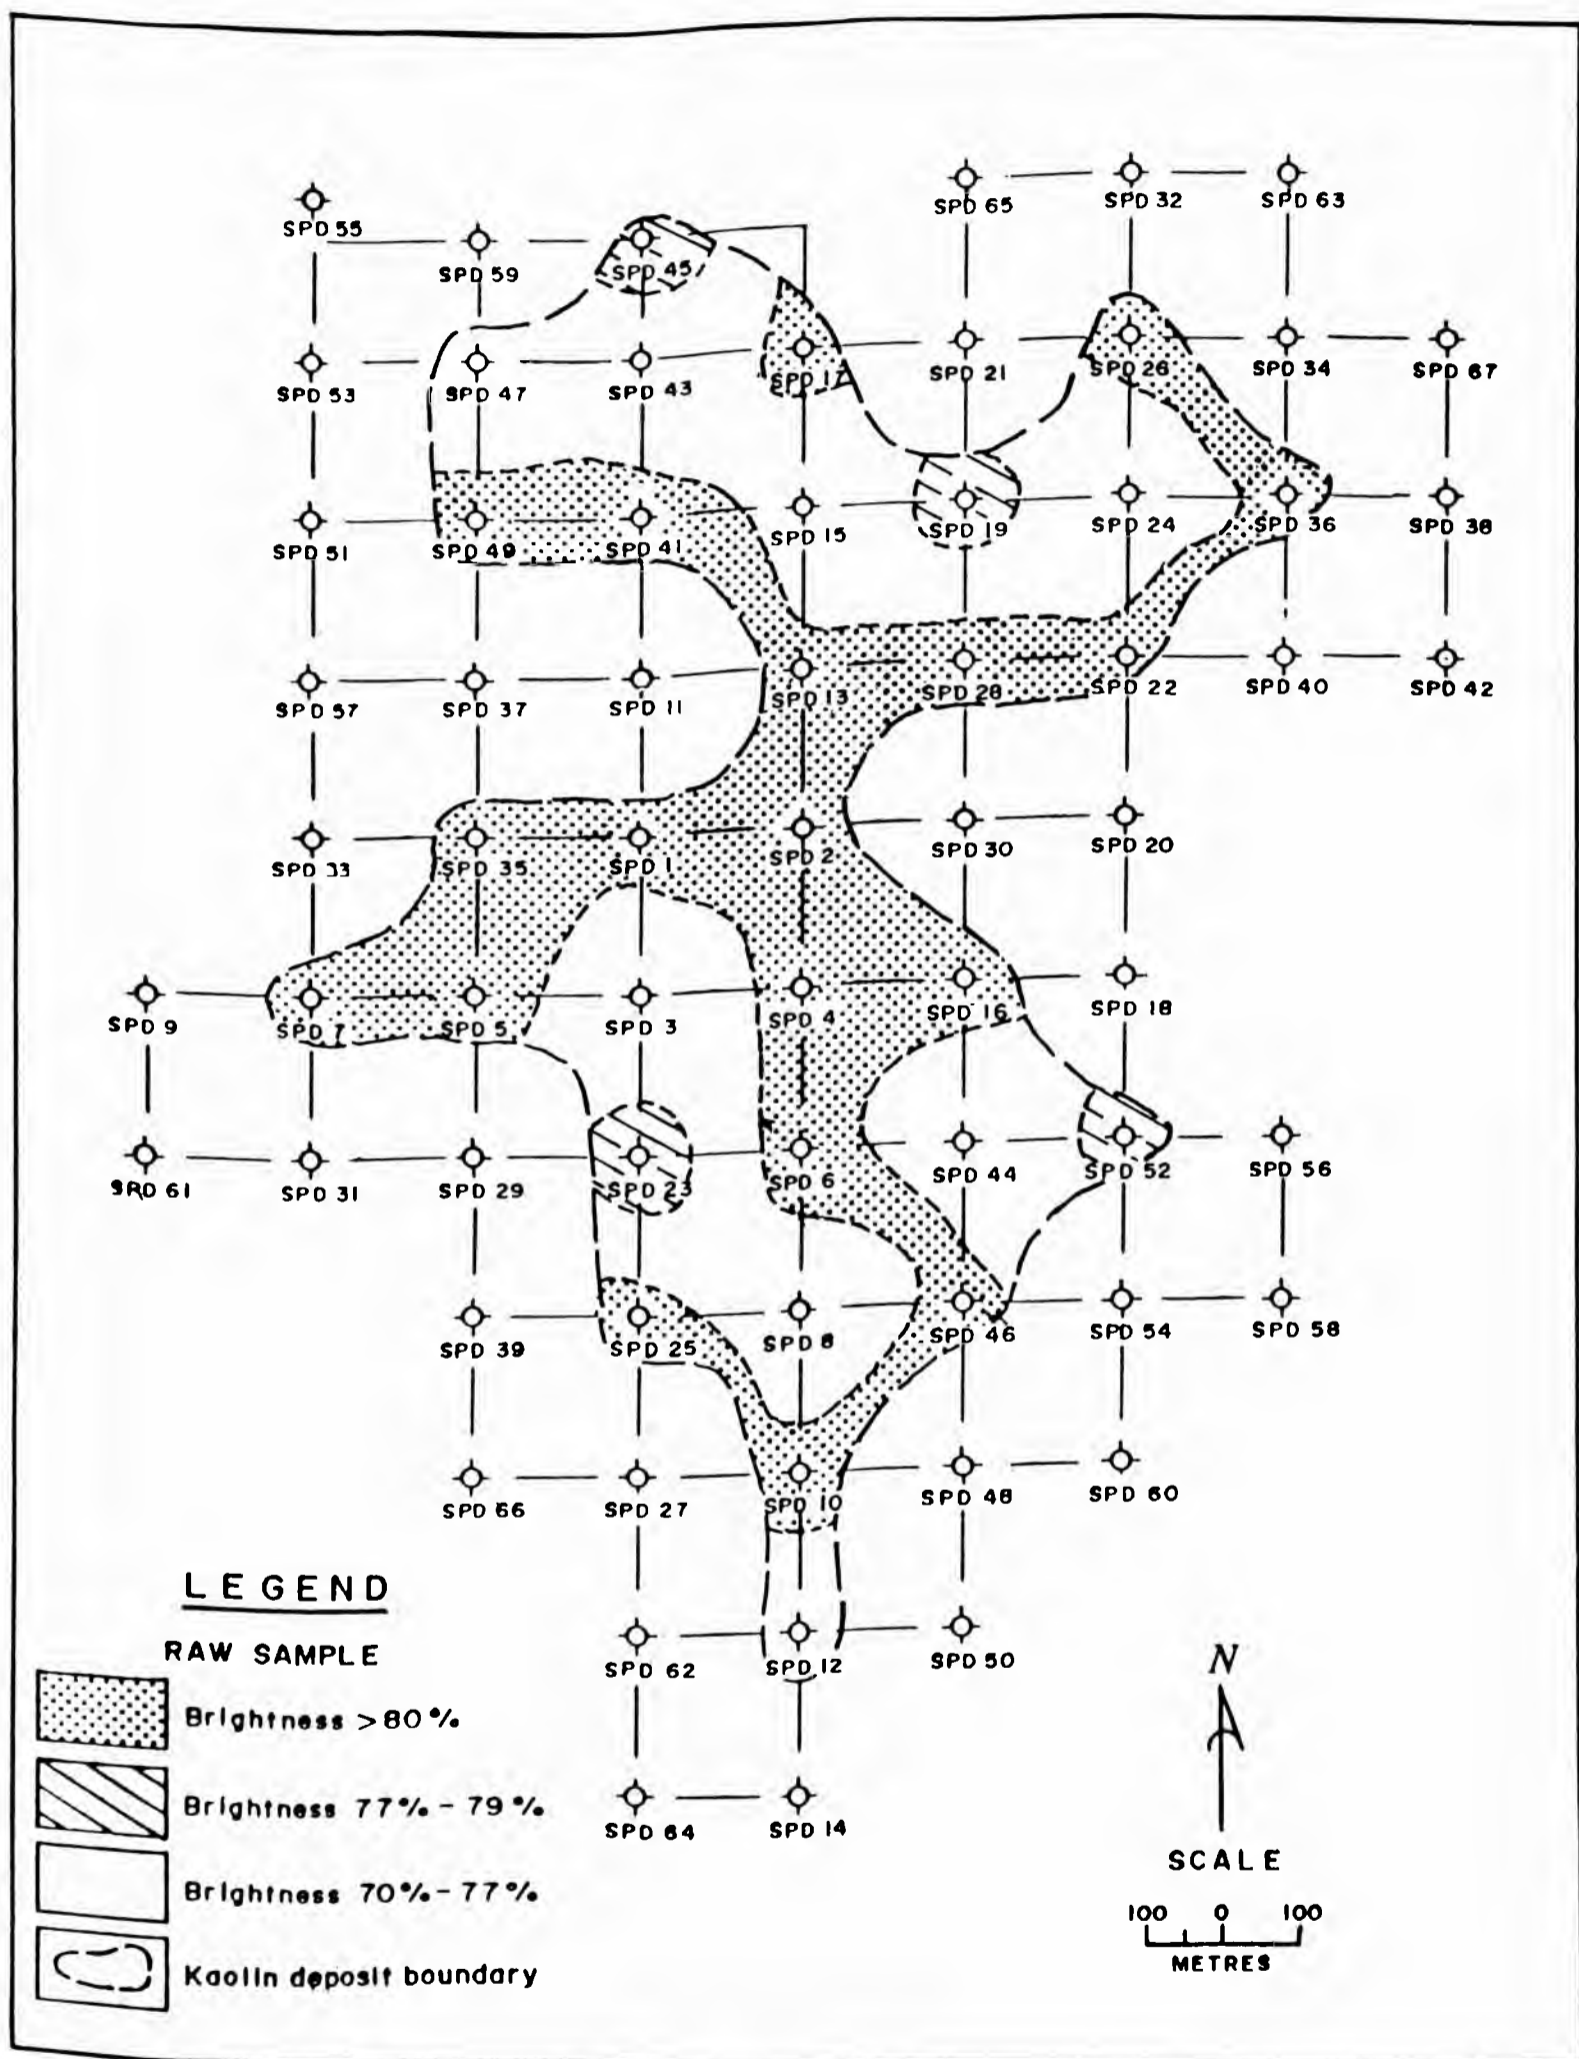 SPD 65 SPD 32 SPD 63
SPD 55
SPD 59 SPD 45
SPD 53 SPD 47 SPD 43 SPD 17 SPD 21 SPD 26 SPD 34 SPD 67
SPD 51 SPD 49 SPD 41 SPD 15 SPD 19 SPD 24 SPD 36 SPD 38
SPD 57 SPD 37 SPD 11 SPD 13 SPD 28 SPD 22 SPD 40 SPD 42
SPD 33 SPD 35 SPD 1 SPD 2 SPD 30 SPD 20
SPD 9 SPD 7 SPD 5 SPD 3 SPD 4 SPD 16 SPD 18
SPD 61 SPD 31 SPD 29 SPD 23 SPD 6 SPD 44 SPD 52 SPD 56
SPD 39 SPD 25 SPD 8 SPD 46 SPD 54 SPD 58
SPD 66 SPD 27 SPD 10 SPD 48 SPD 60
SPD 62 SPD 12 SPD 50
SPD 64 SPD 14
LEGEND
RAW SAMPLE
Brightness >80%
Brightness 77%-79%
Brightness 70%-77%
Kaolin deposit boundary
N
SCALE
100 0 100
METRES